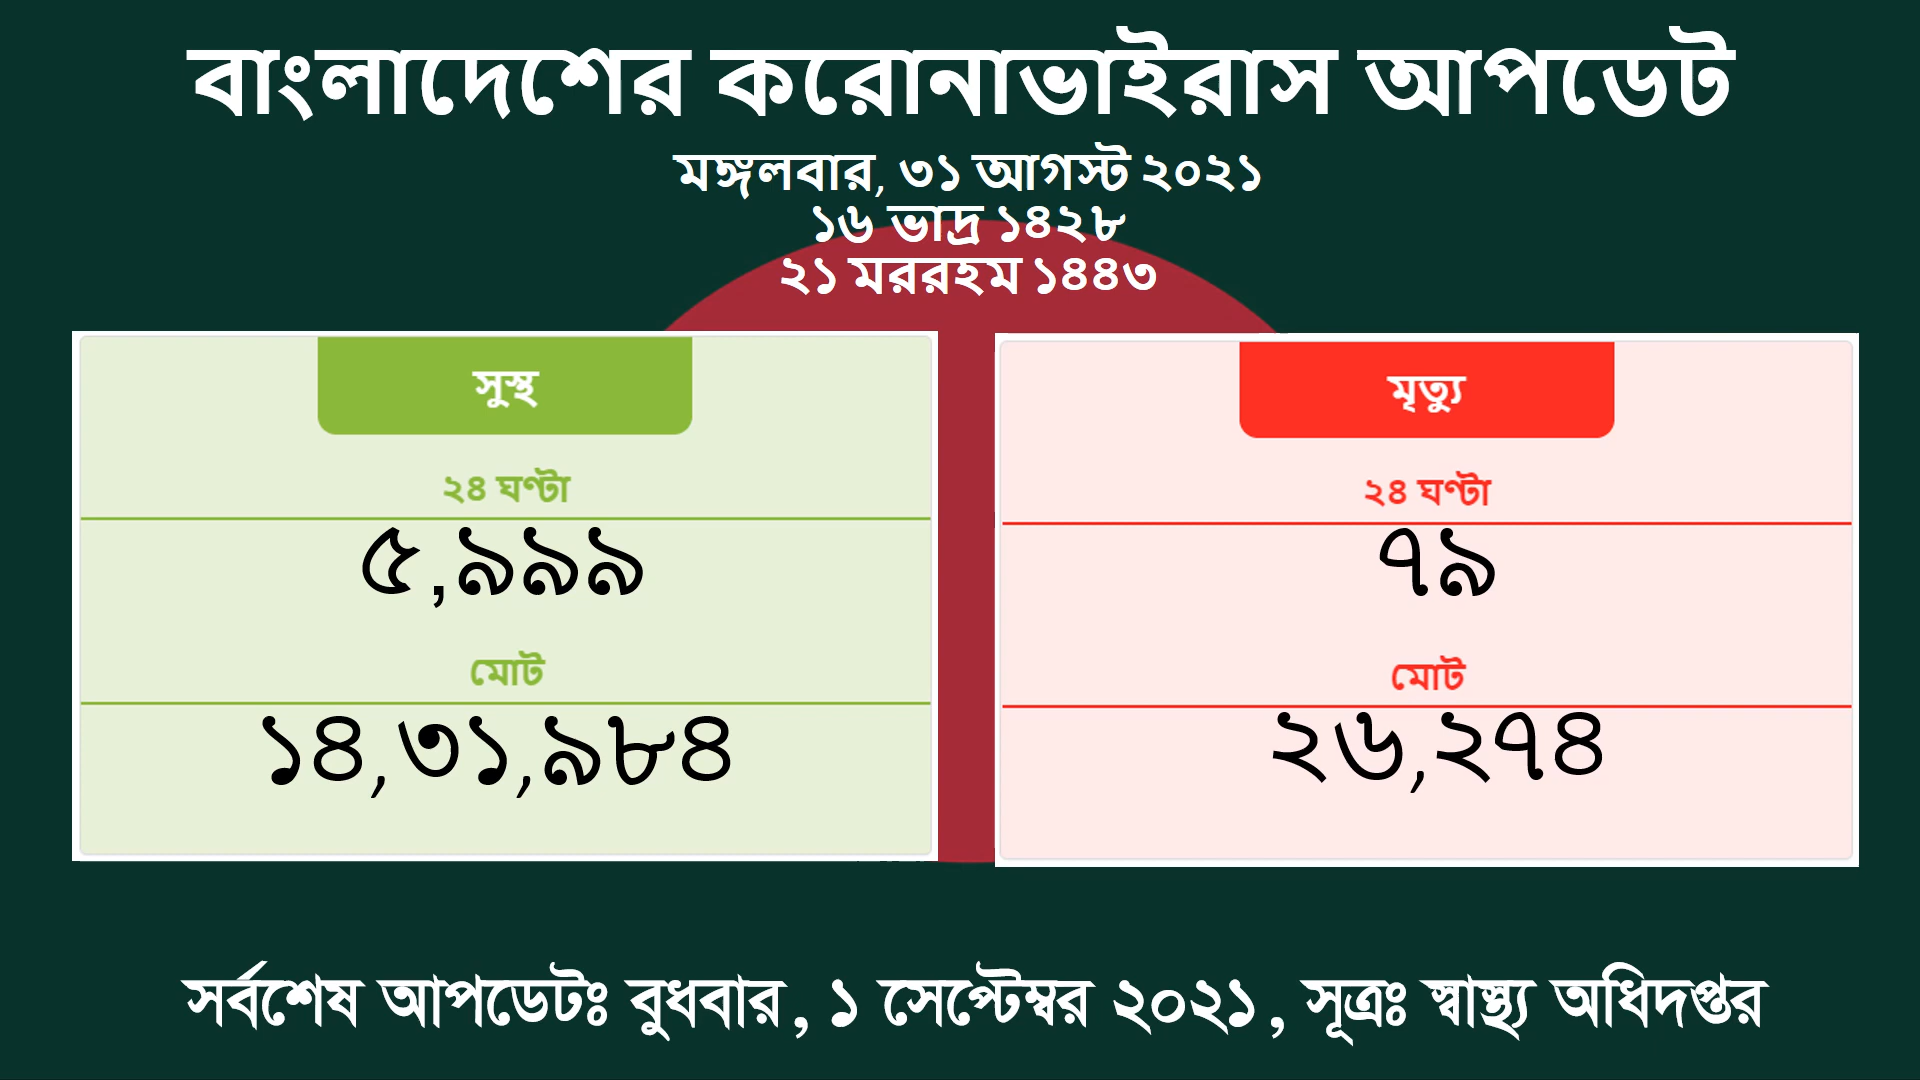 বাংলাদেশের করোনাভাইরাস আপডেট
মঙ্গলবার, ৩১ আগস্ট ২০২১
১৬ ভাদ্র ১৪২৮
২১ মররহম ১৪৪৩
সুস্থ
২৪ ঘণ্টা
৫,৯৯৯
মোট
১৪,৩১,৯৮৪
মৃত্যু
২৪ ঘণ্টা
৭৯
মোট
২৬,২৭৪
সর্বশেষ আপডেটঃ বুধবার, ১ সেপ্টেম্বর ২০২১, সূত্রঃ স্বাস্থ্য অধিদপ্তর